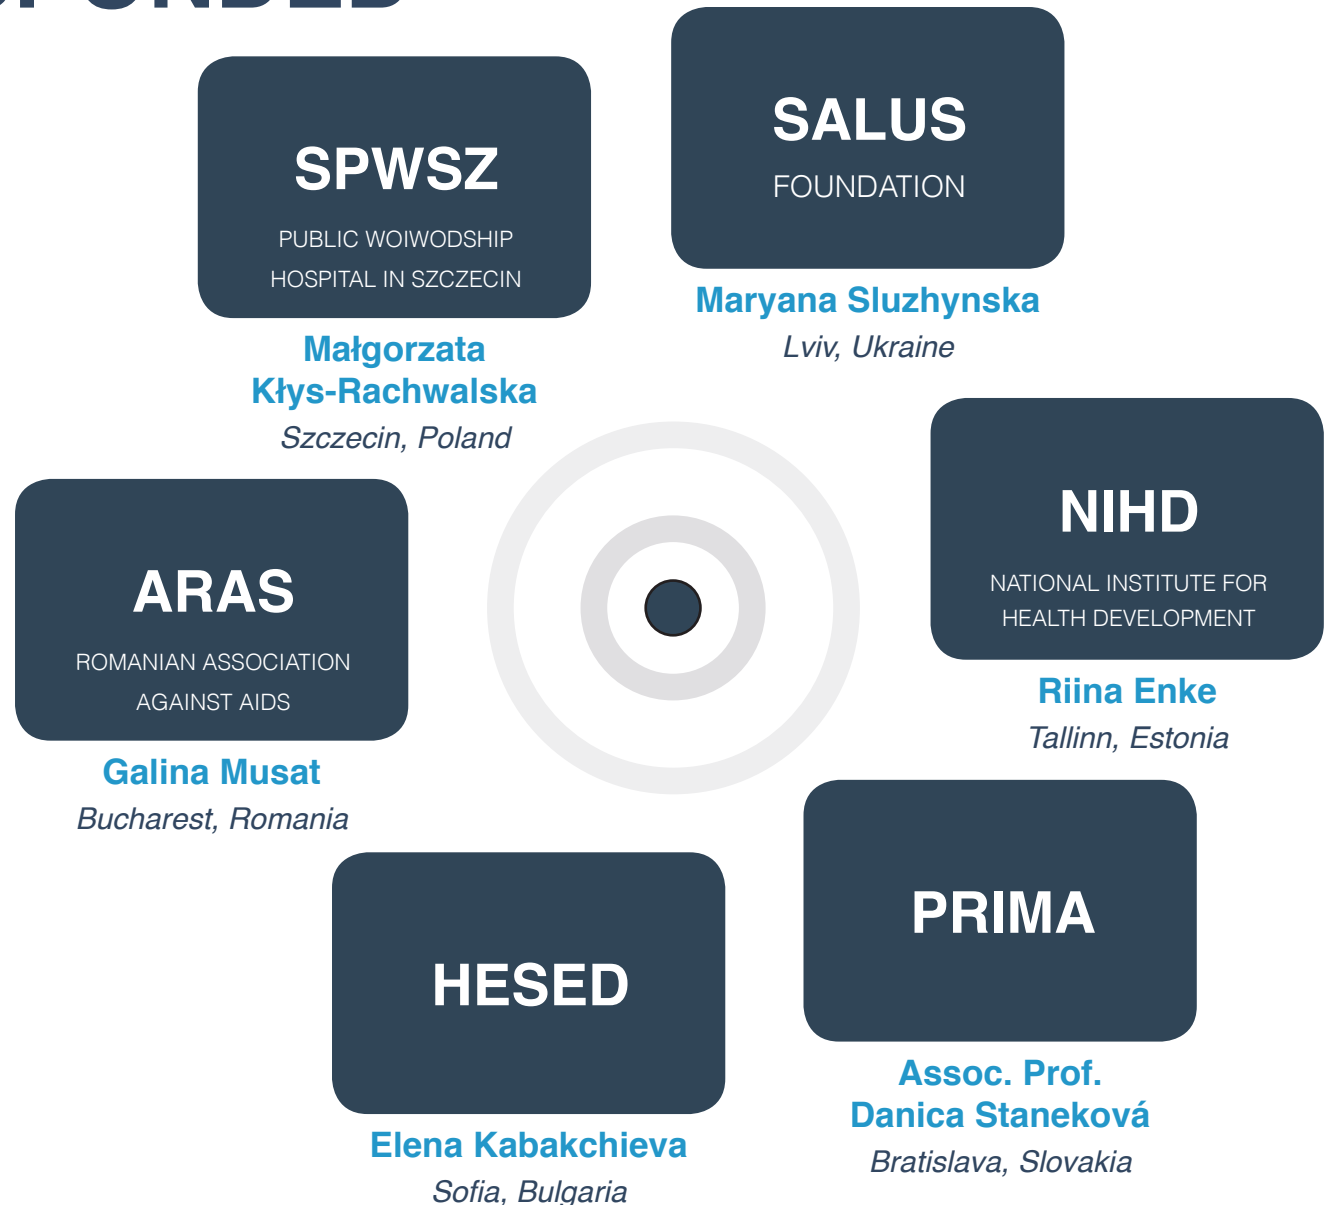 SALUS
FOUNDATION
Maryana Sluzhynska
Lviv, Ukraine
SPWSZ
PUBLIC WOIWODSHIP
HOSPITAL IN SZCZECIN
Małgorzata
Kłys-Rachwalska
Szczecin, Poland
NIHD
NATIONAL INSTITUTE FOR
HEALTH DEVELOPMENT
Riina Enke
Tallinn, Estonia
ARAS
ROMANIAN ASSOCIATION
AGAINST AIDS
Galina Musat
Bucharest, Romania
PRIMA
Assoc. Prof.
Danica Staneková
Bratislava, Slovakia
HESED
Elena Kabakchieva
Sofia, Bulgaria